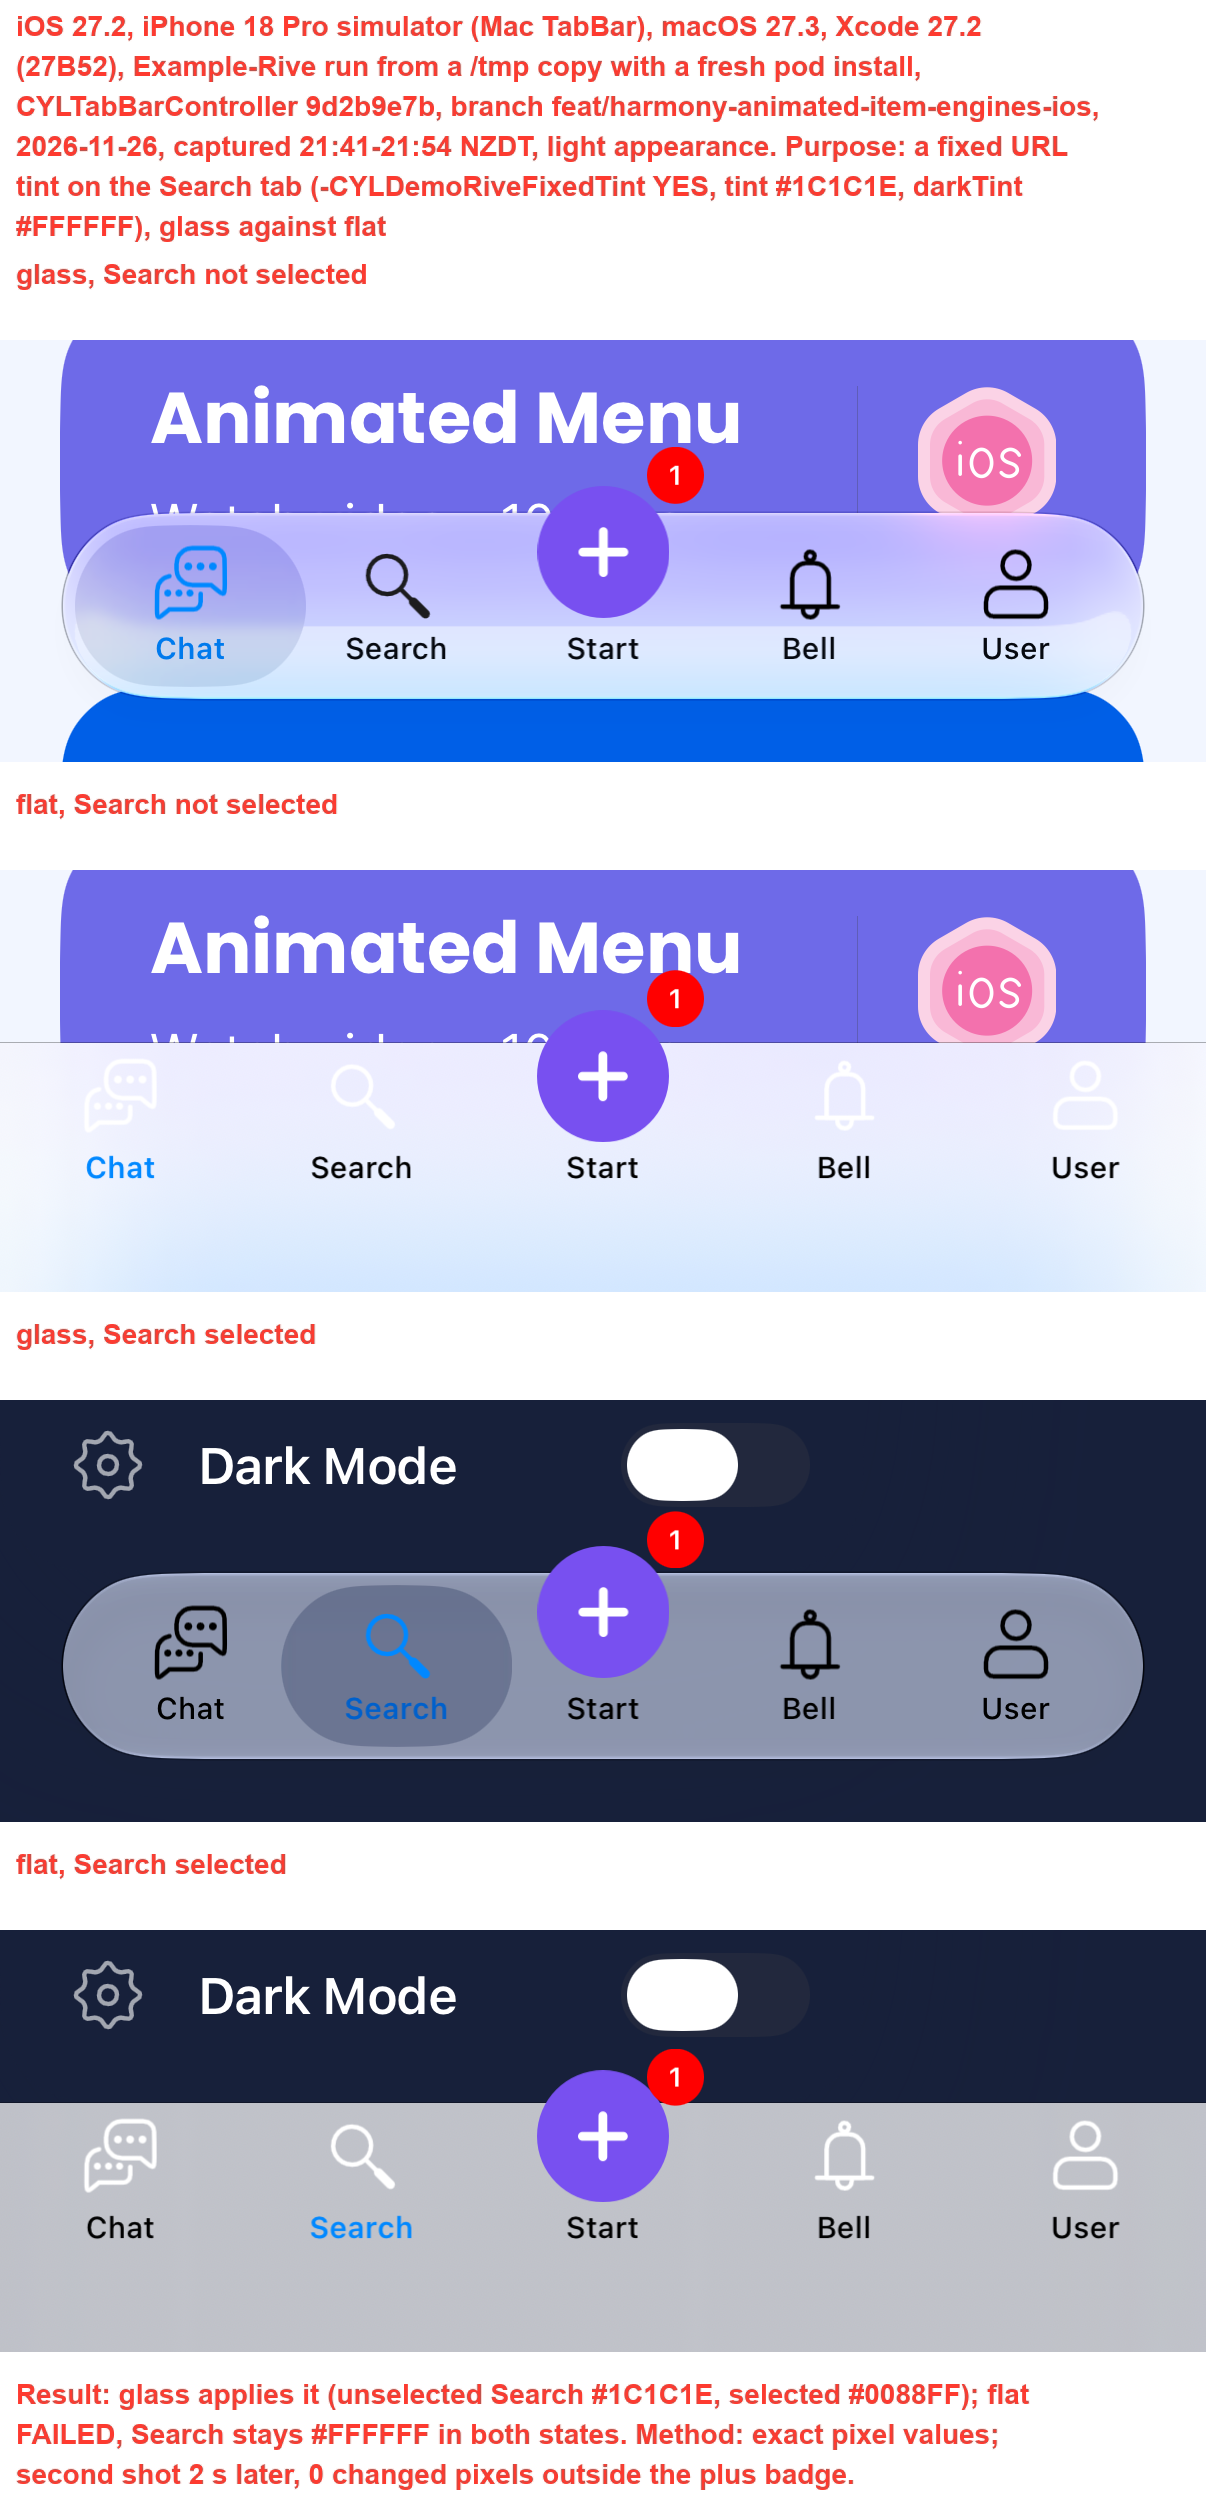 iOS 27.2, iPhone 18 Pro simulator (Mac TabBar), macOS 27.3, Xcode 27.2
(27B52), Example-Rive run from a /tmp copy with a fresh pod install,
CYLTabBarController 9d2b9e7b, branch feat/harmony-animated-item-engines-ios,
2026-11-26, captured 21:41-21:54 NZDT, light appearance. Purpose: a fixed URL
tint on the Search tab (-CYLDemoRiveFixedTint YES, tint #1C1C1E, darkTint
#FFFFFF), glass against flat
glass, Search not selected
Animated Menu
iOS
1
Chat Search Start Bell User
flat, Search not selected
Animated Menu
iOS
1
Chat Search Start Bell User
glass, Search selected
Dark Mode
1
Chat Search Start Bell User
flat, Search selected
Dark Mode
1
Chat Search Start Bell User
Result: glass applies it (unselected Search #1C1C1E, selected #0088FF); flat
FAILED, Search stays #FFFFFF in both states. Method: exact pixel values;
second shot 2 s later, 0 changed pixels outside the plus badge.